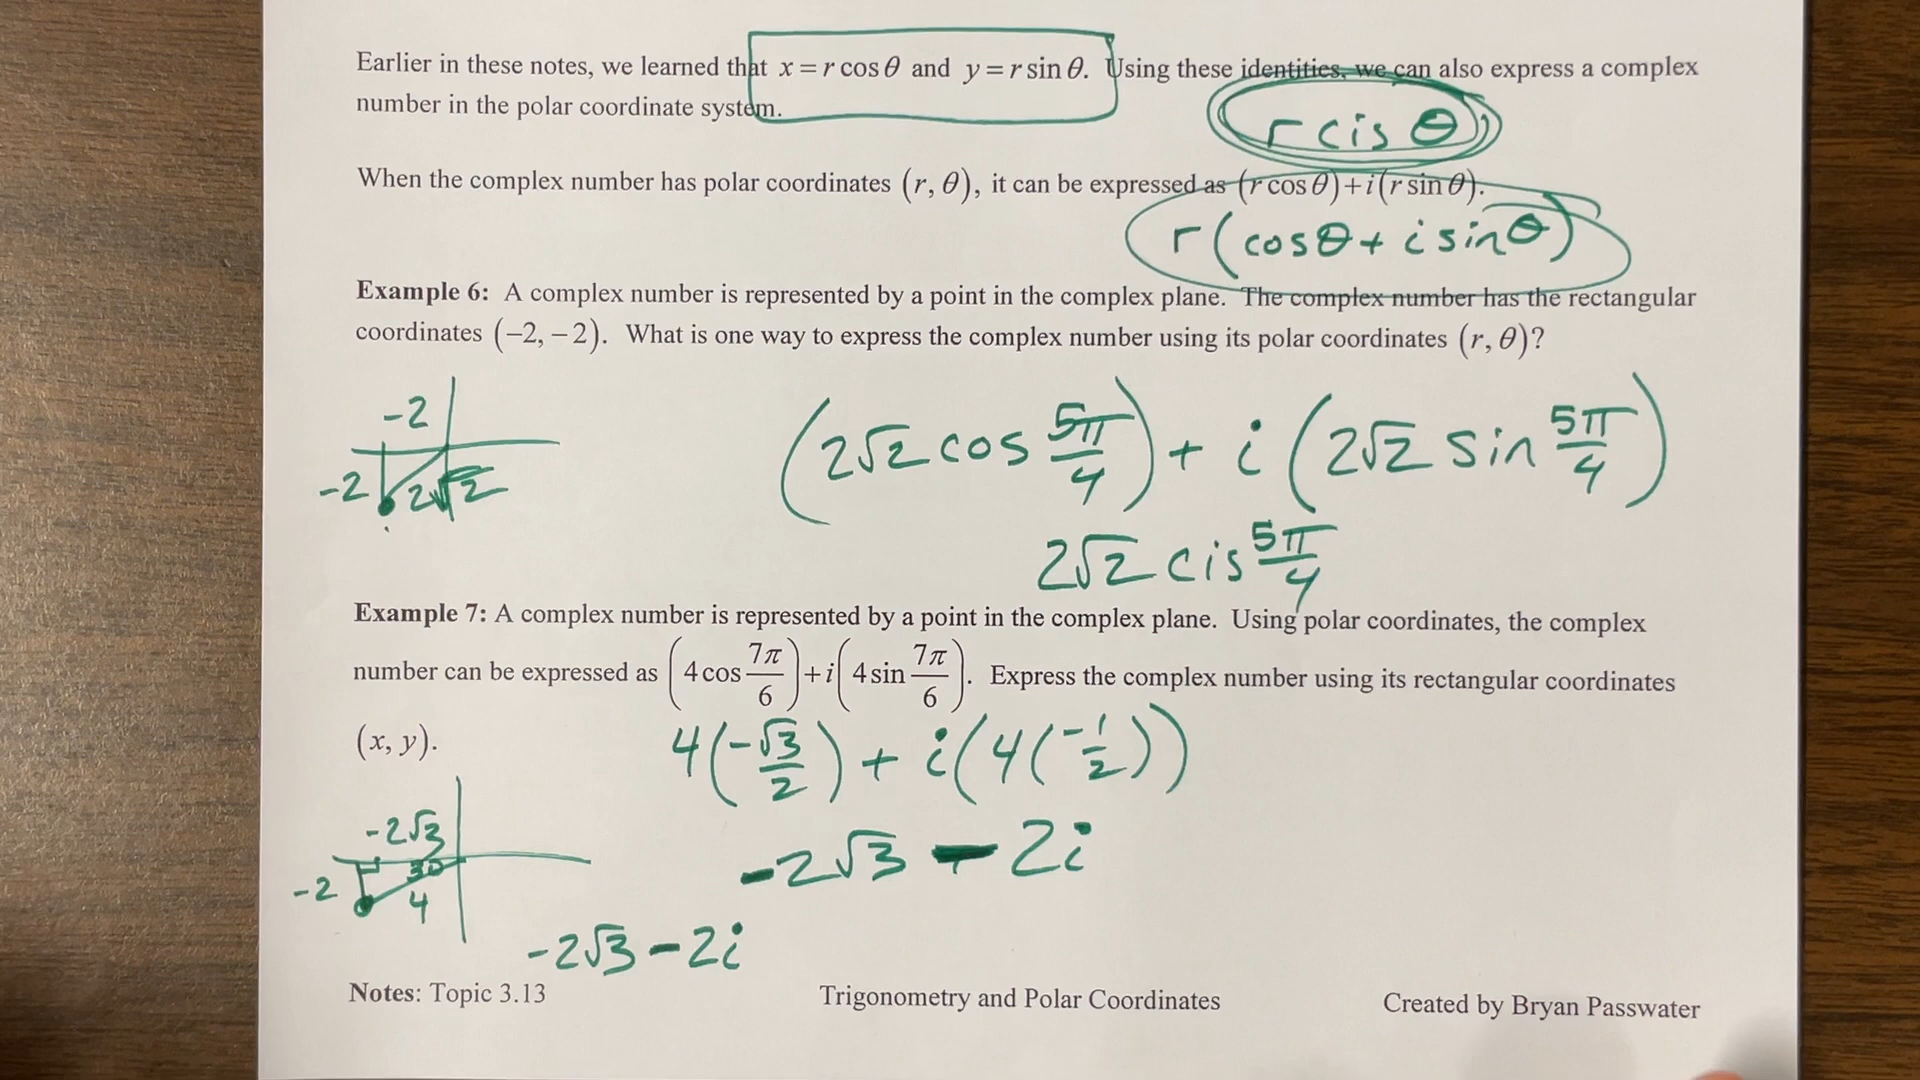 Earlier in these notes, we learned that x = r cos θ and y = r sin θ. Using these identities, we can also express a complex
number in the polar coordinate system.
r cis θ
When the complex number has polar coordinates (r, θ), it can be expressed as (r cos θ) + i(r sin θ).
r(cosθ + i sinθ)
Example 6: A complex number is represented by a point in the complex plane. The complex number has the rectangular
coordinates (−2, −2). What is one way to express the complex number using its polar coordinates (r, θ)?
-2
-2 2√2
(2√2 cos 5π/4) + i (2√2 sin 5π/4)
2√2 cis 5π/4
Example 7: A complex number is represented by a point in the complex plane. Using polar coordinates, the complex
number can be expressed as (4 cos 7π/6) + i(4 sin 7π/6). Express the complex number using its rectangular coordinates
(x, y).
4(-√3/2) + i(4(-1/2))
-2√3
30
-2 4
-2√3 - 2i
-2√3 - 2i
Notes: Topic 3.13 Trigonometry and Polar Coordinates Created by Bryan Passwater